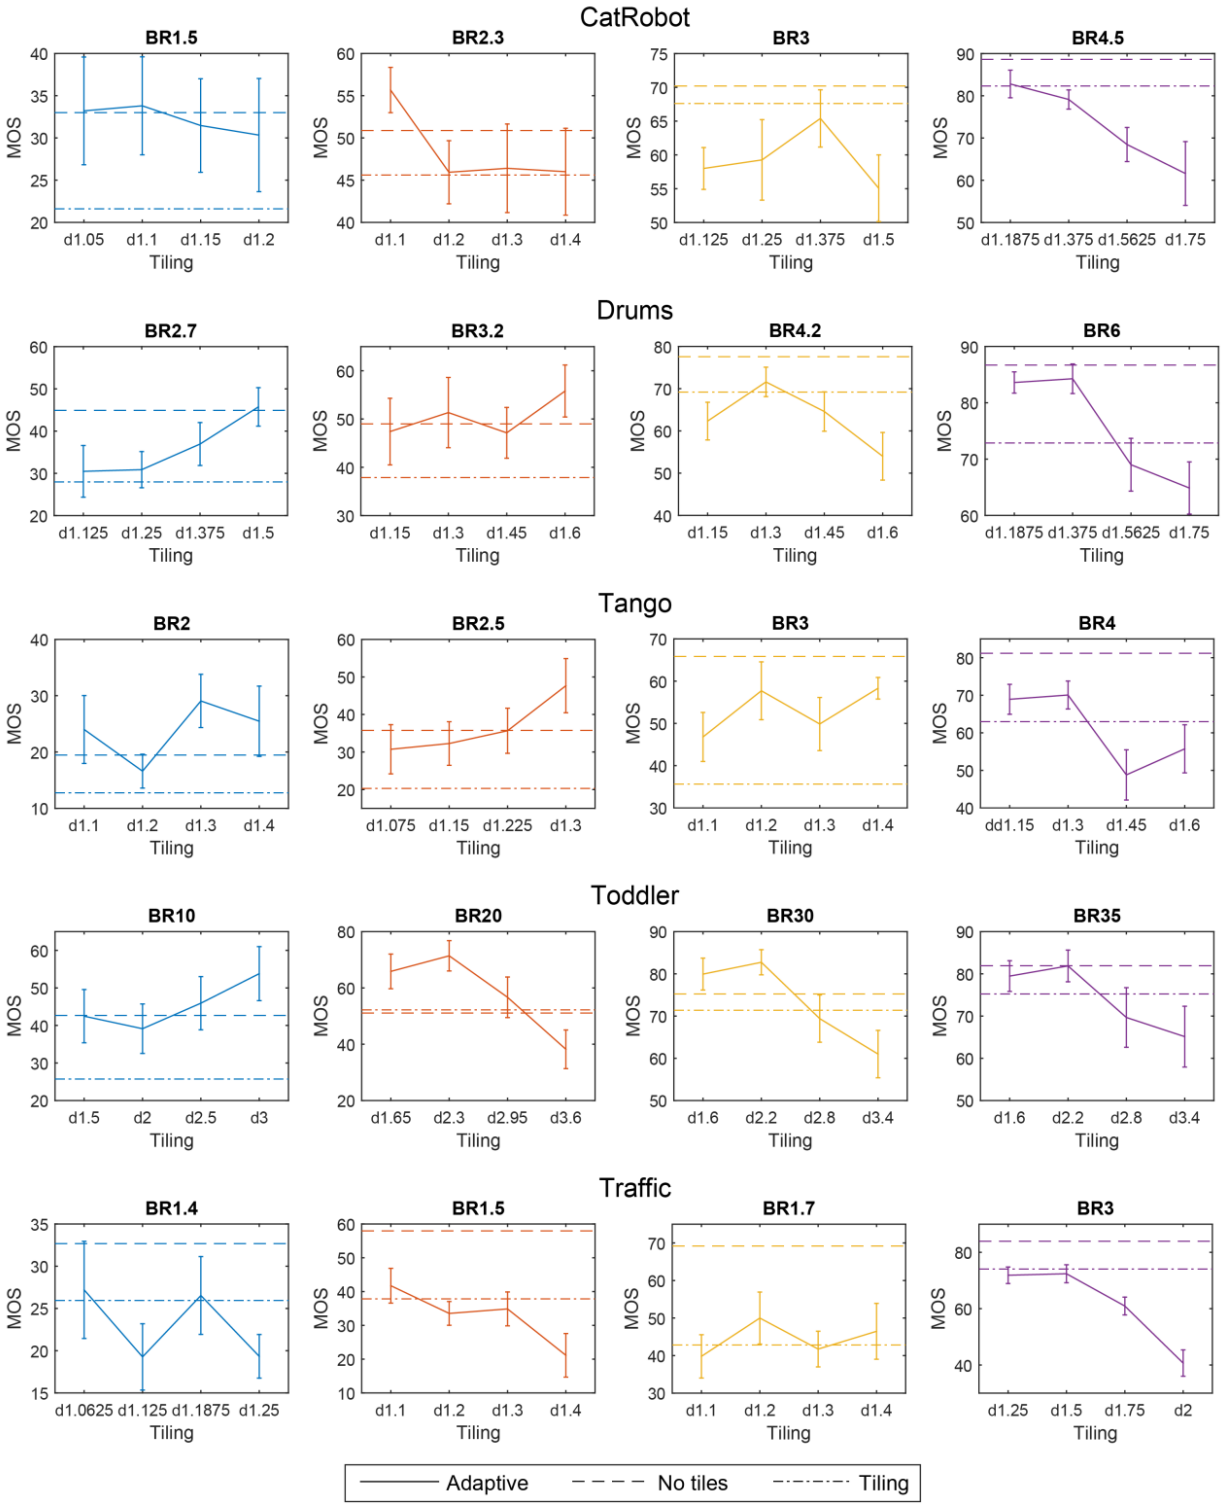 CatRobot
BR1.5 BR2.3 BR3 BR4.5
40 60 75 90
35 55 70 80
30 50 65 70
25 45 60 60
20 40 55 50
50
MOS MOS MOS MOS
d1.05 d1.1 d1.15 d1.2 d1.1 d1.2 d1.3 d1.4 d1.125 d1.25 d1.375 d1.5 d1.1875 d1.375 d1.5625 d1.75
Tiling Tiling Tiling Tiling
Drums
BR2.7 BR3.2 BR4.2 BR6
60 60 80 90
50 50 70 80
40 40 60 70
30 30 50 60
20 40
MOS MOS MOS MOS
d1.125 d1.25 d1.375 d1.5 d1.15 d1.3 d1.45 d1.6 d1.15 d1.3 d1.45 d1.6 d1.1875 d1.375 d1.5625 d1.75
Tiling Tiling Tiling Tiling
Tango
BR2 BR2.5 BR3 BR4
40 60 70 80
30 50 60 70
20 40 50 60
10 30 40 50
20 30 40
MOS MOS MOS MOS
d1.1 d1.2 d1.3 d1.4 d1.075 d1.15 d1.225 d1.3 d1.1 d1.2 d1.3 d1.4 dd1.15 d1.3 d1.45 d1.6
Tiling Tiling Tiling Tiling
Toddler
BR10 BR20 BR30 BR35
60 80 90 90
50 60 80 80
40 40 70 70
30 20 60 60
20 50 50
MOS MOS MOS MOS
d1.5 d2 d2.5 d3 d1.65 d2.3 d2.95 d3.6 d1.6 d2.2 d2.8 d3.4 d1.6 d2.2 d2.8 d3.4
Tiling Tiling Tiling Tiling
Traffic
BR1.4 BR1.5 BR1.7 BR3
35 60 70 80
30 50 60 60
25 40 50 40
20 30 40
15 20 30
10
MOS MOS MOS MOS
d1.0625 d1.125 d1.1875 d1.25 d1.1 d1.2 d1.3 d1.4 d1.1 d1.2 d1.3 d1.4 d1.25 d1.5 d1.75 d2
Tiling Tiling Tiling Tiling
Adaptive No tiles Tiling